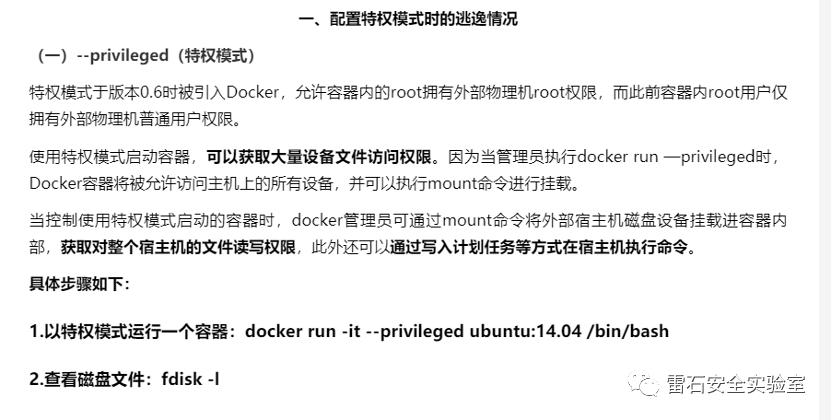 一、配置特权模式时的逃逸情况
（一）--privileged（特权模式）
特权模式于版本0.6时被引入Docker，允许容器内的root拥有外部物理机root权限，而此前容器内root用户仅
拥有外部物理机普通用户权限。
使用特权模式启动容器，可以获取大量设备文件访问权限。因为当管理员执行docker run —privileged时，
Docker容器将被允许访问主机上的所有设备，并可以执行mount命令进行挂载。
当控制使用特权模式启动的容器时，docker管理员可通过mount命令将外部宿主机磁盘设备挂载进容器内
部，获取对整个宿主机的文件读写权限，此外还可以通过写入计划任务等方式在宿主机执行命令。
具体步骤如下：
1.以特权模式运行一个容器：docker run -it --privileged ubuntu:14.04 /bin/bash
2.查看磁盘文件：fdisk -l
雷石安全实验室